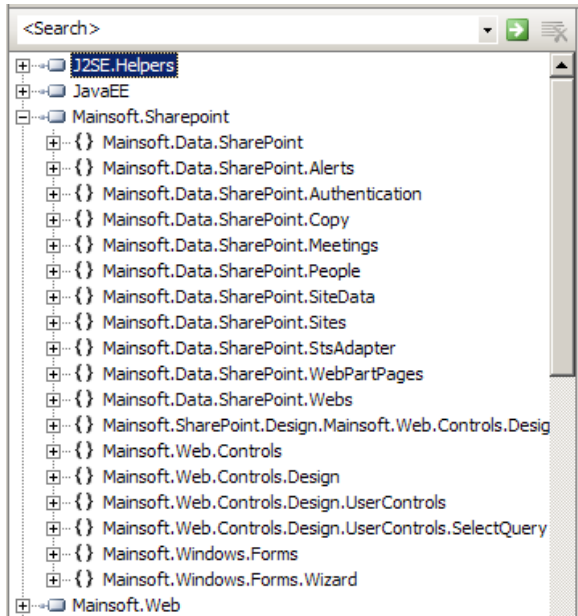 <Search>
J2SE.Helpers
JavaEE
Mainsoft.Sharepoint
{} Mainsoft.Data.SharePoint
{} Mainsoft.Data.SharePoint.Alerts
{} Mainsoft.Data.SharePoint.Authentication
{} Mainsoft.Data.SharePoint.Copy
{} Mainsoft.Data.SharePoint.Meetings
{} Mainsoft.Data.SharePoint.People
{} Mainsoft.Data.SharePoint.SiteData
{} Mainsoft.Data.SharePoint.Sites
{} Mainsoft.Data.SharePoint.StsAdapter
{} Mainsoft.Data.SharePoint.WebPartPages
{} Mainsoft.Data.SharePoint.Webs
{} Mainsoft.SharePoint.Design.Mainsoft.Web.Controls.Desig
{} Mainsoft.Web.Controls
{} Mainsoft.Web.Controls.Design
{} Mainsoft.Web.Controls.Design.UserControls
{} Mainsoft.Web.Controls.Design.UserControls.SelectQuery
{} Mainsoft.Windows.Forms
{} Mainsoft.Windows.Forms.Wizard
Mainsoft.Web